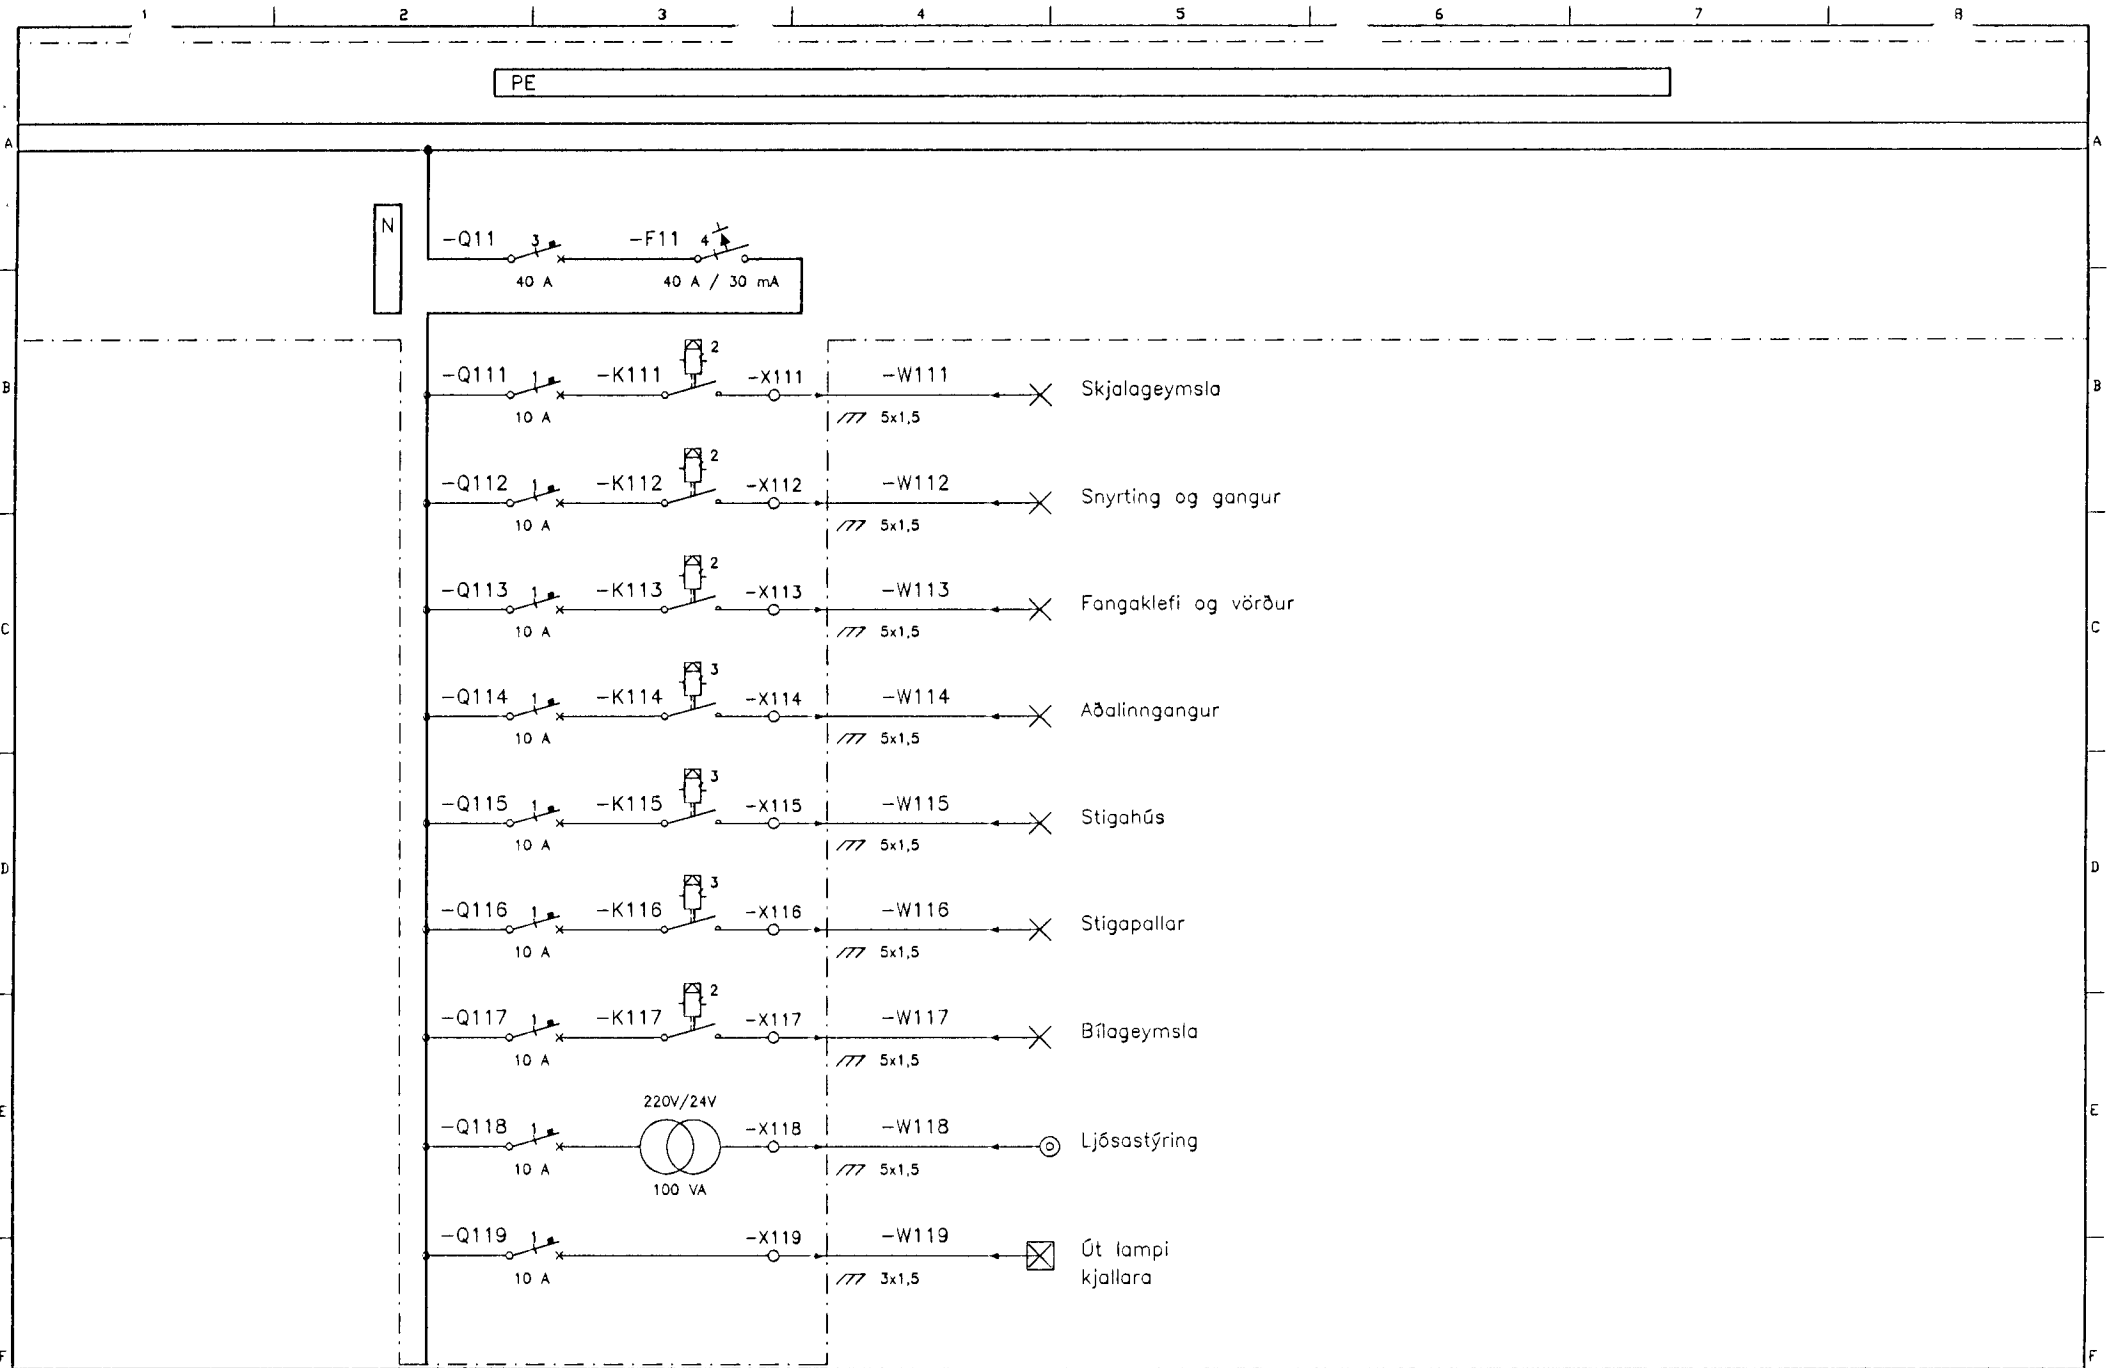 1 2 3 4 5 6 7 8
PE
A A
N
-Q11 3 -F11 4
40 A 40 A / 30 mA
2
B -Q111 1 -K111 -X111 -W111 Skjalageymsla B
10 A 5x1,5
2
-Q112 1 -K112 -X112 -W112 Snyrting og gangur
10 A 5x1,5
2
-Q113 1 -K113 -X113 -W113 Fangaklefi og vörður
C 10 A 5x1,5 C
3
-Q114 1 -K114 -X114 -W114 Aðalinngangur
10 A 5x1,5
3
-Q115 1 -K115 -X115 -W115 Stigahús
10 A 5x1,5
D D
3
-Q116 1 -K116 -X116 -W116 Stigapallar
10 A 5x1,5
2
-Q117 1 -K117 -X117 -W117 Bílageymsla
10 A 5x1,5
220V/24V
E E
-Q118 1 -X118 -W118 Ljósastýring
10 A 5x1,5
100 VA
-Q119 1 -X119 -W119 Út lampi
10 A 3x1,5 kjallara
F F